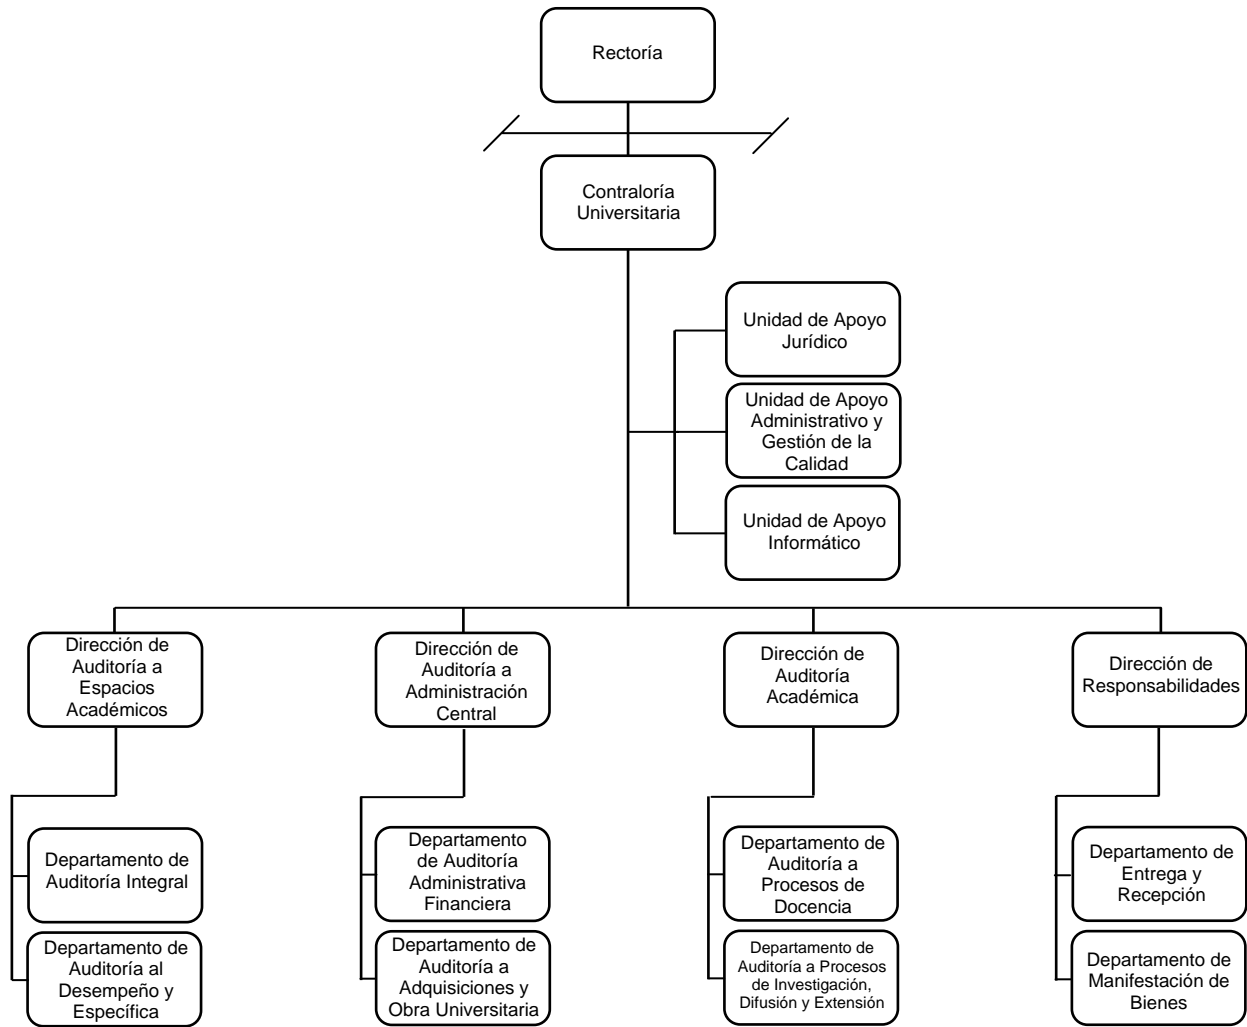 Rectoría
Contraloría
Universitaria
Unidad de Apoyo
Jurídico
Unidad de Apoyo
Administrativo y
Gestión de la
Calidad
Unidad de Apoyo
Informático
Dirección de
Auditoría a
Espacios
Académicos
Dirección de
Auditoría a
Administración
Central
Dirección de
Auditoría
Académica
Dirección de
Responsabilidades
Departamento de
Auditoría Integral
Departamento
de Auditoría
Administrativa
Financiera
Departamento de
Auditoría a
Procesos de
Docencia
Departamento de
Entrega y
Recepción
Departamento de
Auditoría al
Desempeño y
Específica
Departamento de
Auditoría a
Adquisiciones y
Obra Universitaria
Departamento de
Auditoría a Procesos
de Investigación,
Difusión y Extensión
Departamento de
Manifestación de
Bienes